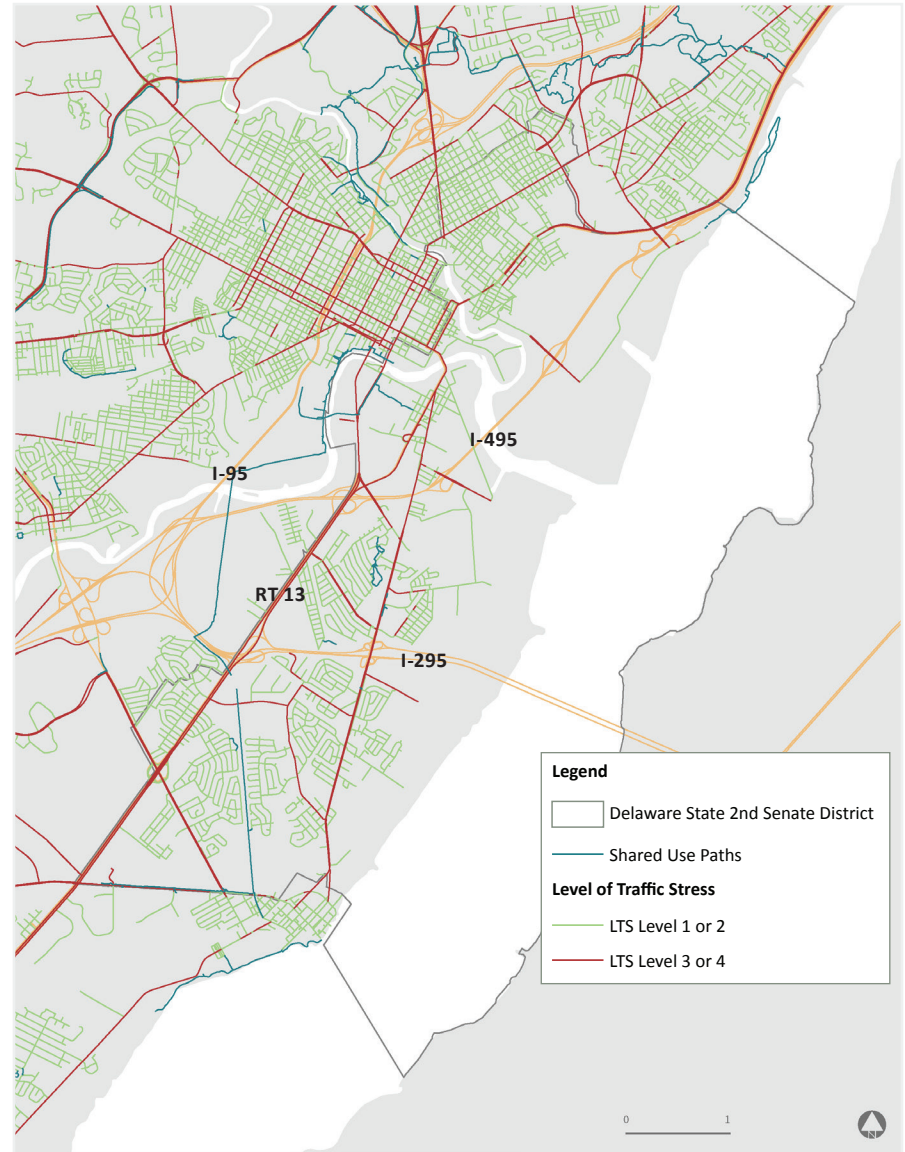 I-495
I-95
RT 13
I-295
Legend
Delaware State 2nd Senate District
Shared Use Paths
Level of Traffic Stress
LTS Level 1 or 2
LTS Level 3 or 4
0 1
N